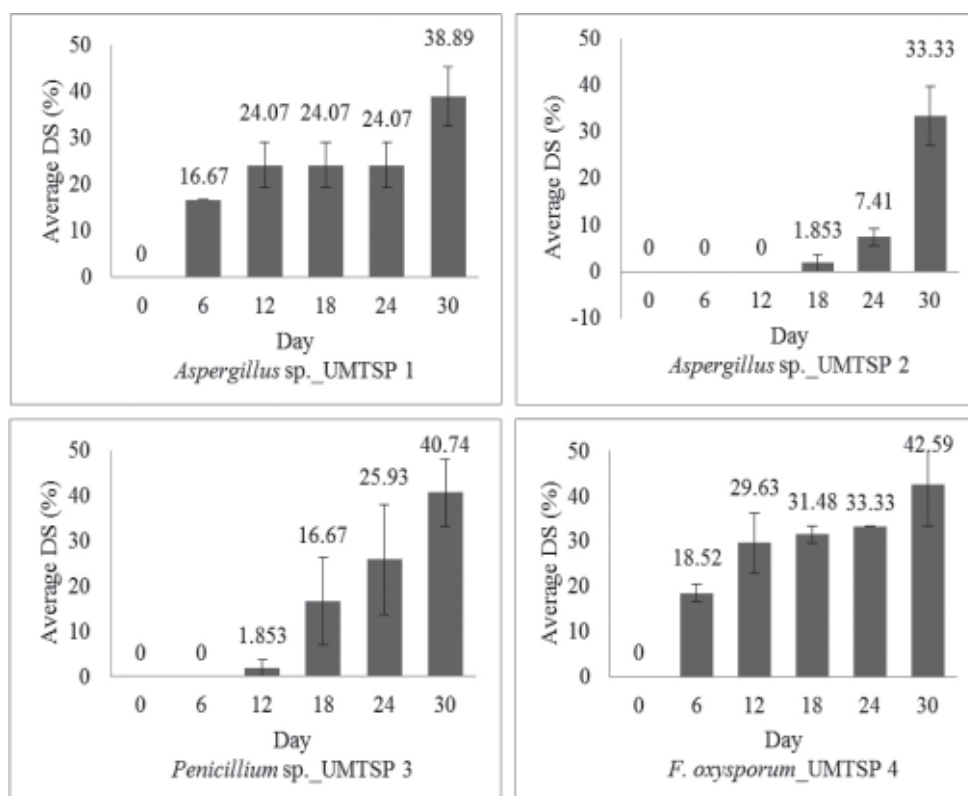 50
40
30
20
10
0
Average DS (%)
0
16.67
24.07
24.07
24.07
38.89
0 6 12 18 24 30
Day
Aspergillus sp._UMTSP 1
50
40
30
20
10
0
-10
Average DS (%)
0 0 0
1.853
7.41
33.33
0 6 12 18 24 30
Day
Aspergillus sp._UMTSP 2
50
40
30
20
10
0
Average DS (%)
0 0
1.853
16.67
25.93
40.74
0 6 12 18 24 30
Day
Penicillium sp._UMTSP 3
50
40
30
20
10
0
Average DS (%)
0
18.52
29.63
31.48
33.33
42.59
0 6 12 18 24 30
Day
F. oxysporum_UMTSP 4